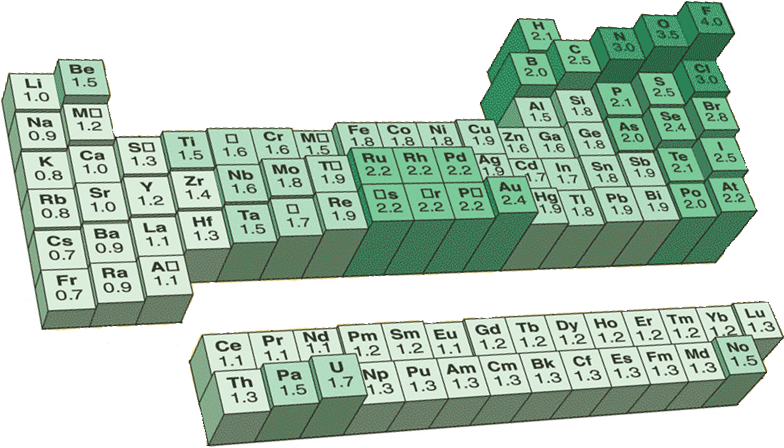 H
2.1
Li Be B C N O F
1.0 1.5 2.0 2.5 3.0 3.5 4.0
Na M□ Al Si P S Cl
0.9 1.2 1.5 1.8 2.1 2.5 3.0
K Ca S□ Ti □ Cr M□ Fe Co Ni Cu Zn Ga Ge As Se Br
0.8 1.0 1.3 1.5 1.6 1.6 1.5 1.8 1.8 1.8 1.9 1.6 1.6 1.8 2.0 2.4 2.8
Rb Sr Y Zr Nb Mo T□ Ru Rh Pd Ag Cd In Sn Sb Te I
0.8 1.0 1.2 1.4 1.6 1.8 1.9 2.2 2.2 2.2 1.9 1.7 1.7 1.8 1.9 2.1 2.5
Cs Ba La Hf Ta □ Re □s □r P□ Au Hg Tl Pb Bi Po At
0.7 0.9 1.1 1.3 1.5 1.7 1.9 2.2 2.2 2.2 2.4 1.9 1.8 1.9 1.9 2.0 2.2
Fr Ra A□
0.7 0.9 1.1
Ce Pr Nd Pm Sm Eu Gd Tb Dy Ho Er Tm Yb Lu
1.1 1.1 1.1 1.2 1.2 1.1 1.2 1.2 1.2 1.2 1.2 1.2 1.2 1.3
Th Pa U Np Pu Am Cm Bk Cf Es Fm Md No
1.3 1.5 1.7 1.3 1.3 1.3 1.3 1.3 1.3 1.3 1.3 1.3 1.5